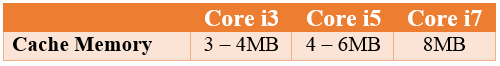 Core i3 Core i5 Core i7
Cache Memory 3 – 4MB 4 – 6MB 8MB